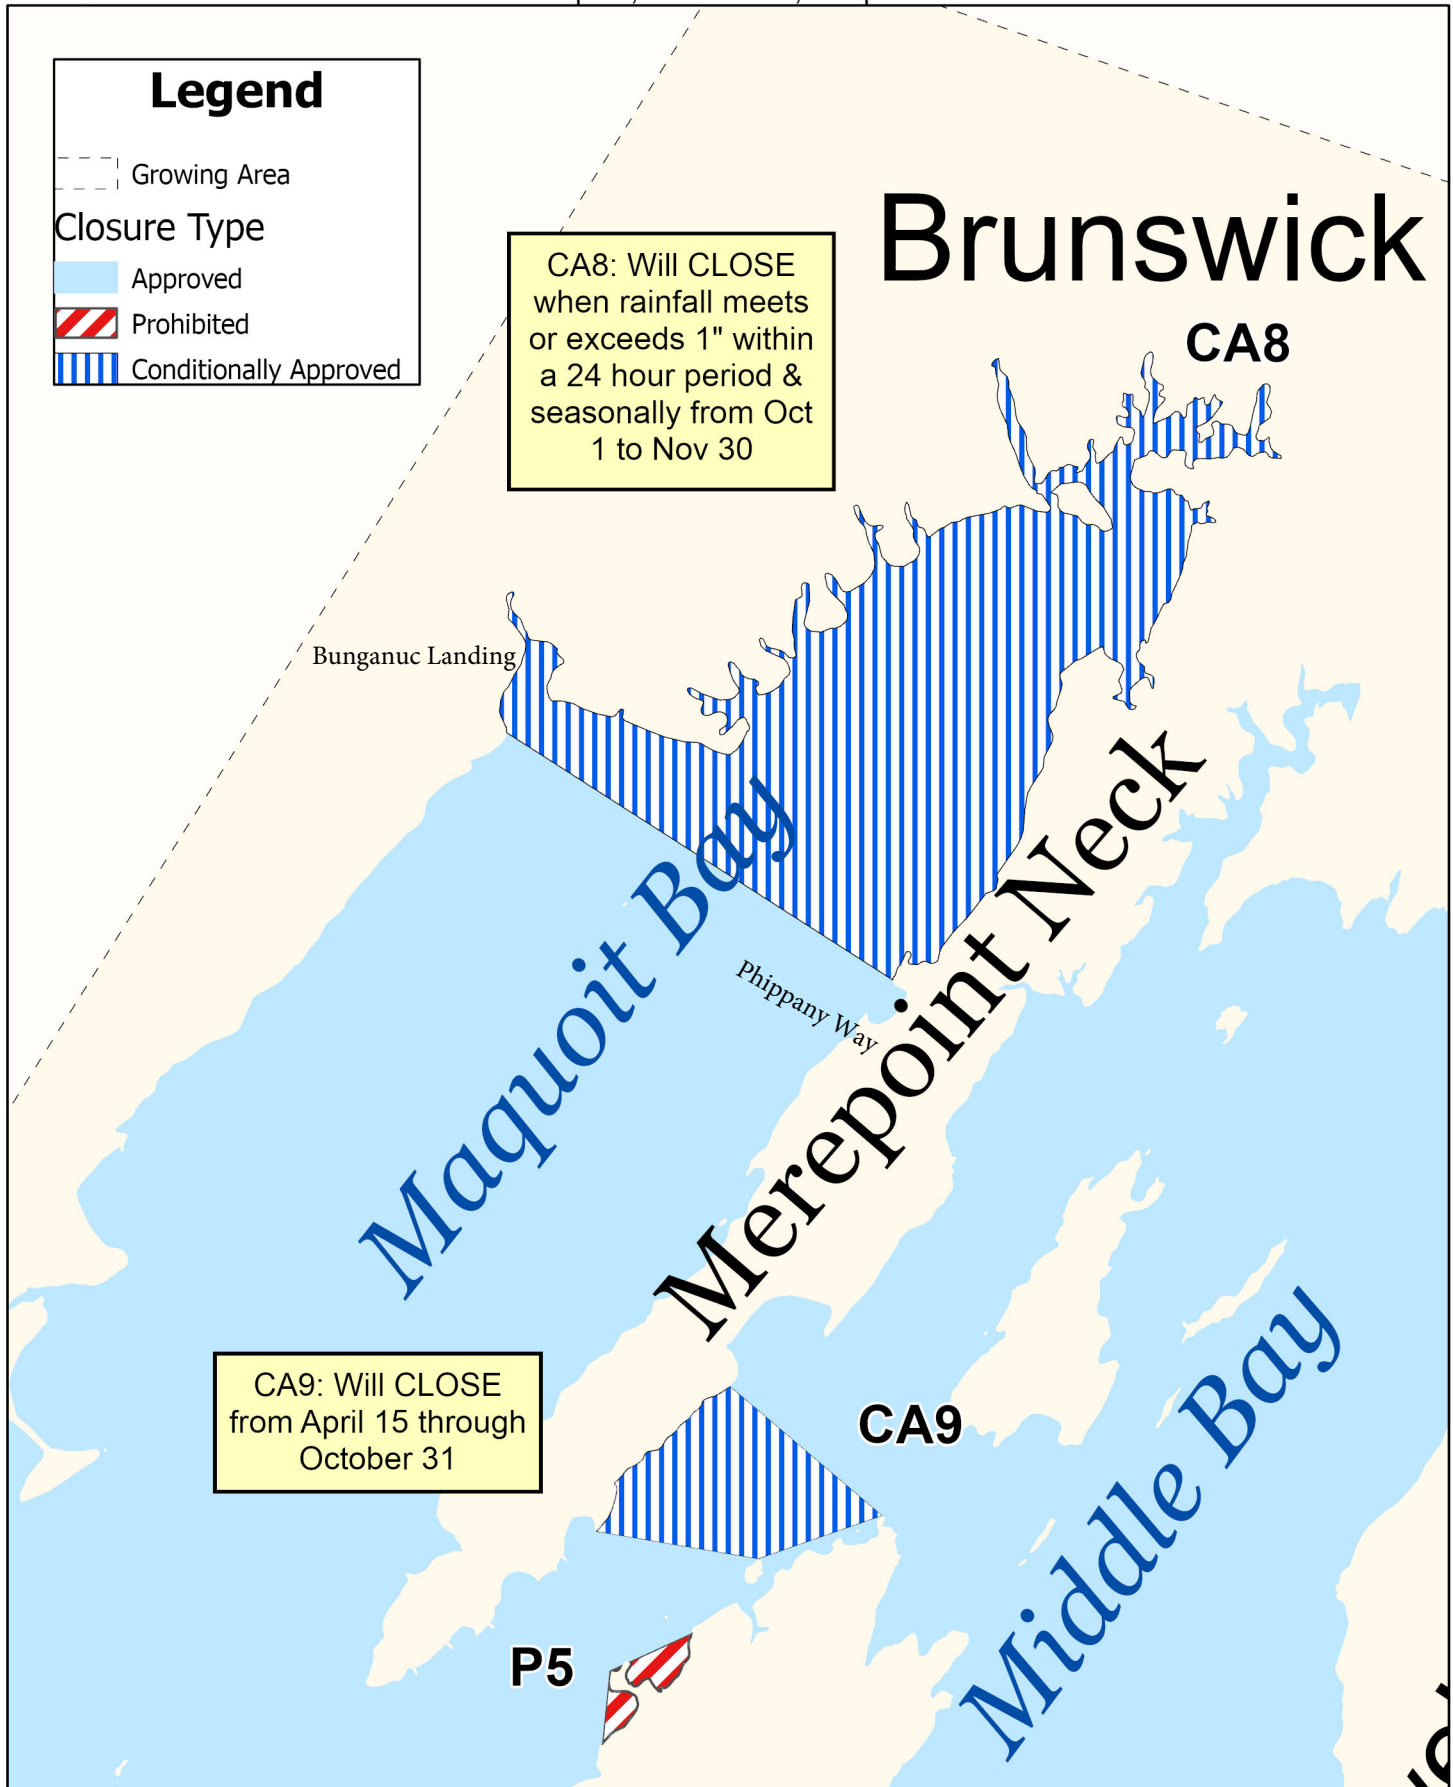 Legend
Growing Area
Closure Type
Approved
Prohibited
Conditionally Approved
Brunswick
CA8
CA8: Will CLOSE
when rainfall meets
or exceeds 1" within
a 24 hour period &
seasonally from Oct
1 to Nov 30
Bunganuc Landing
Maquoit Bay
Phippany Way
Merepoint Neck
CA9: Will CLOSE
from April 15 through
October 31
CA9
Middle Bay
P5